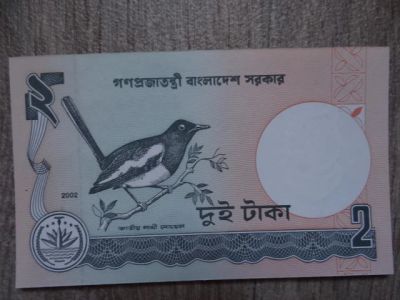 ২
গণপ্রজাতন্ত্রী বাংলাদেশ সরকার
2002
দুই টাকা
জাতীয় পাখী দোয়েল
2